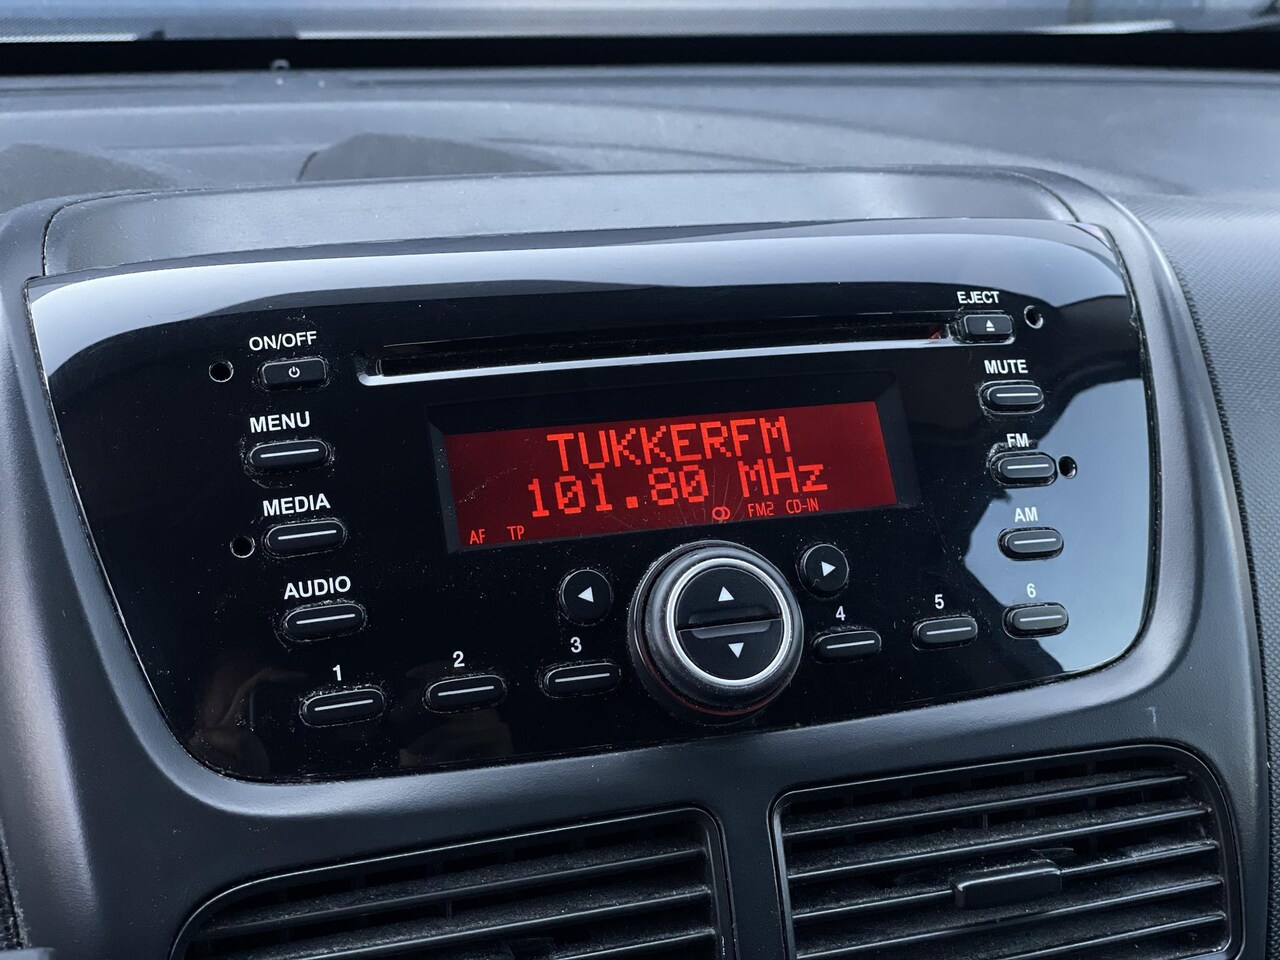 EJECT
ON/OFF
MUTE
MENU
TUKKERFM
FM
101.80 MHz
MEDIA
AF TP FM2 CD-IN
AM
AUDIO
1 2 3 4 5 6